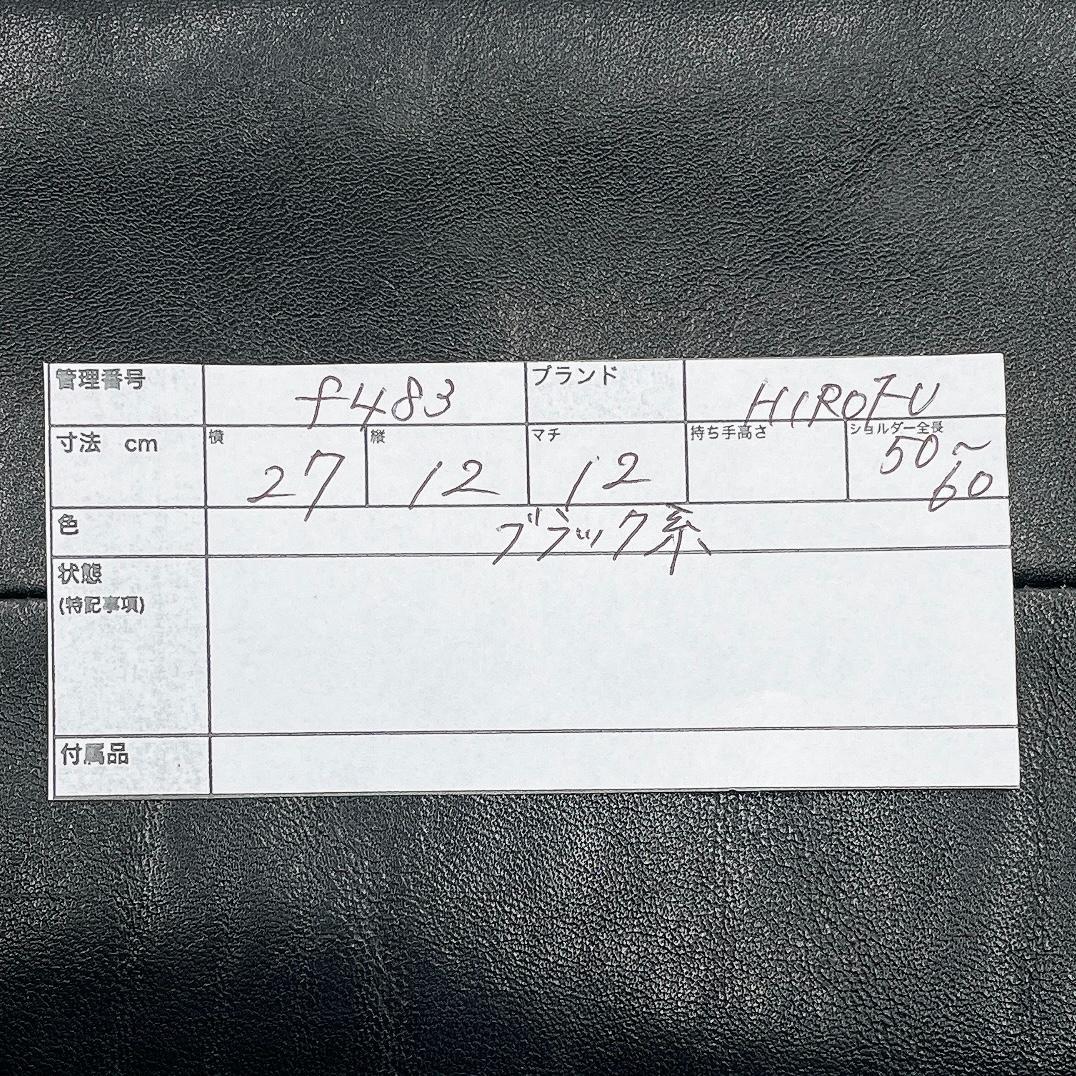 管理番号 f483 ブランド HIROFU
寸法 cm 横 27 縦 12 マチ 12 持ち手高さ ショルダー全長 50~
60
色 ブラック系
状態
(特記事項)
付属品